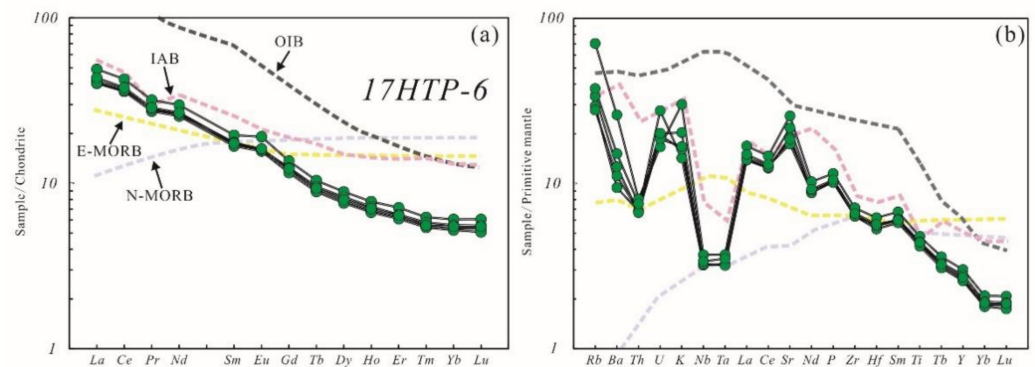 100
10
1
Sample/Chondrite
(a)
OIB
IAB
17HTP-6
E-MORB
N-MORB
La Ce Pr Nd Sm Eu Gd Tb Dy Ho Er Tm Yb Lu
100
10
1
Sample/Primitive mantle
(b)
Rb Ba Th U K Nb Ta La Ce Sr Nd P Zr Hf Sm Ti Tb Y Yb Lu